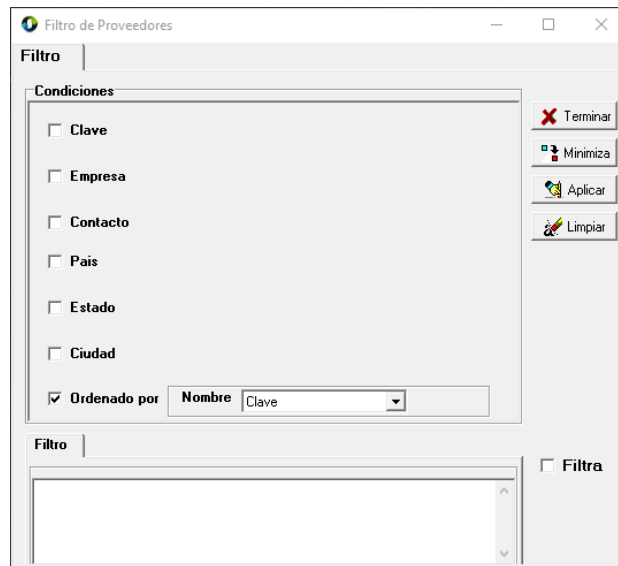 Filtro de Proveedores
Filtro
Condiciones
Clave
Empresa
Contacto
Pais
Estado
Ciudad
Ordenado por Nombre Clave
Terminar
Minimiza
Aplicar
Limpiar
Filtro
Filtra